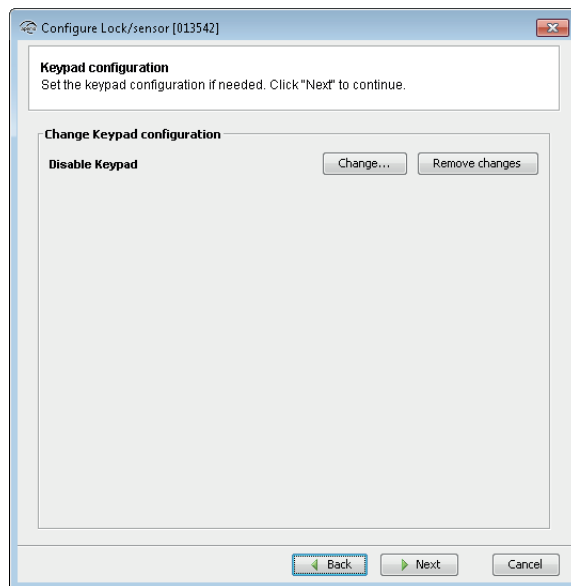 Configure Lock/sensor [013542]
Keypad configuration
Set the keypad configuration if needed. Click "Next" to continue.
Change Keypad configuration
Disable Keypad Change... Remove changes
Back Next Cancel